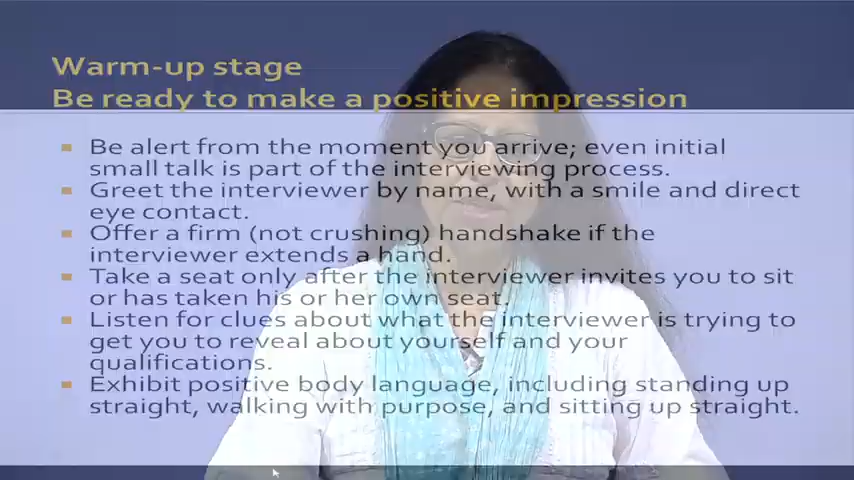 Warm-up stage
Be ready to make a positive impression
Be alert from the moment you arrive; even initial
small talk is part of the interviewing process.
Greet the interviewer by name, with a smile and direct
eye contact.
Offer a firm (not crushing) handshake if the
interviewer extends a hand.
Take a seat only after the interviewer invites you to sit
or has taken his or her own seat.
Listen for clues about what the interviewer is trying to
get you to reveal about yourself and your
qualifications.
Exhibit positive body language, including standing up
straight, walking with purpose, and sitting up straight.